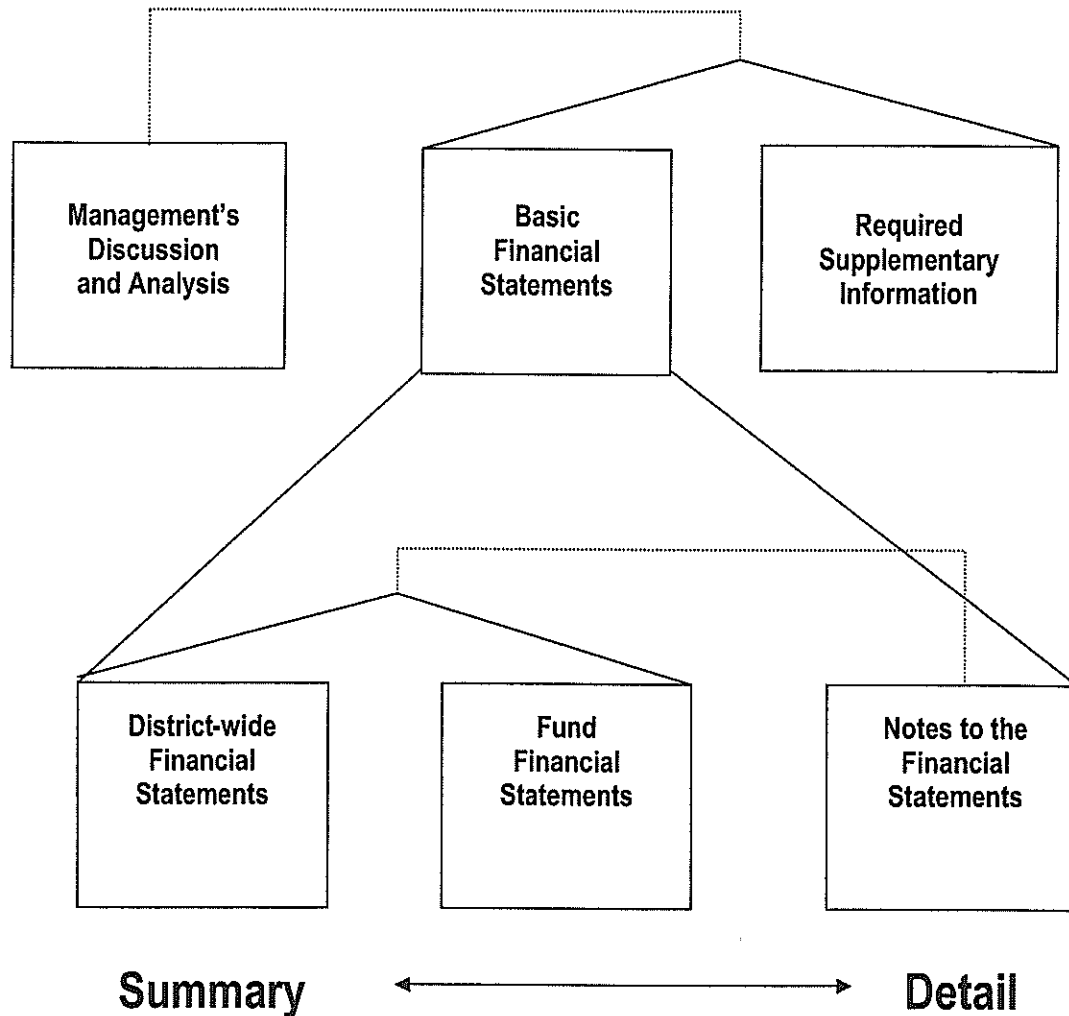 Management's
Discussion
and Analysis
Basic
Financial
Statements
Required
Supplementary
Information
District-wide
Financial
Statements
Fund
Financial
Statements
Notes to the
Financial
Statements
Summary
Detail